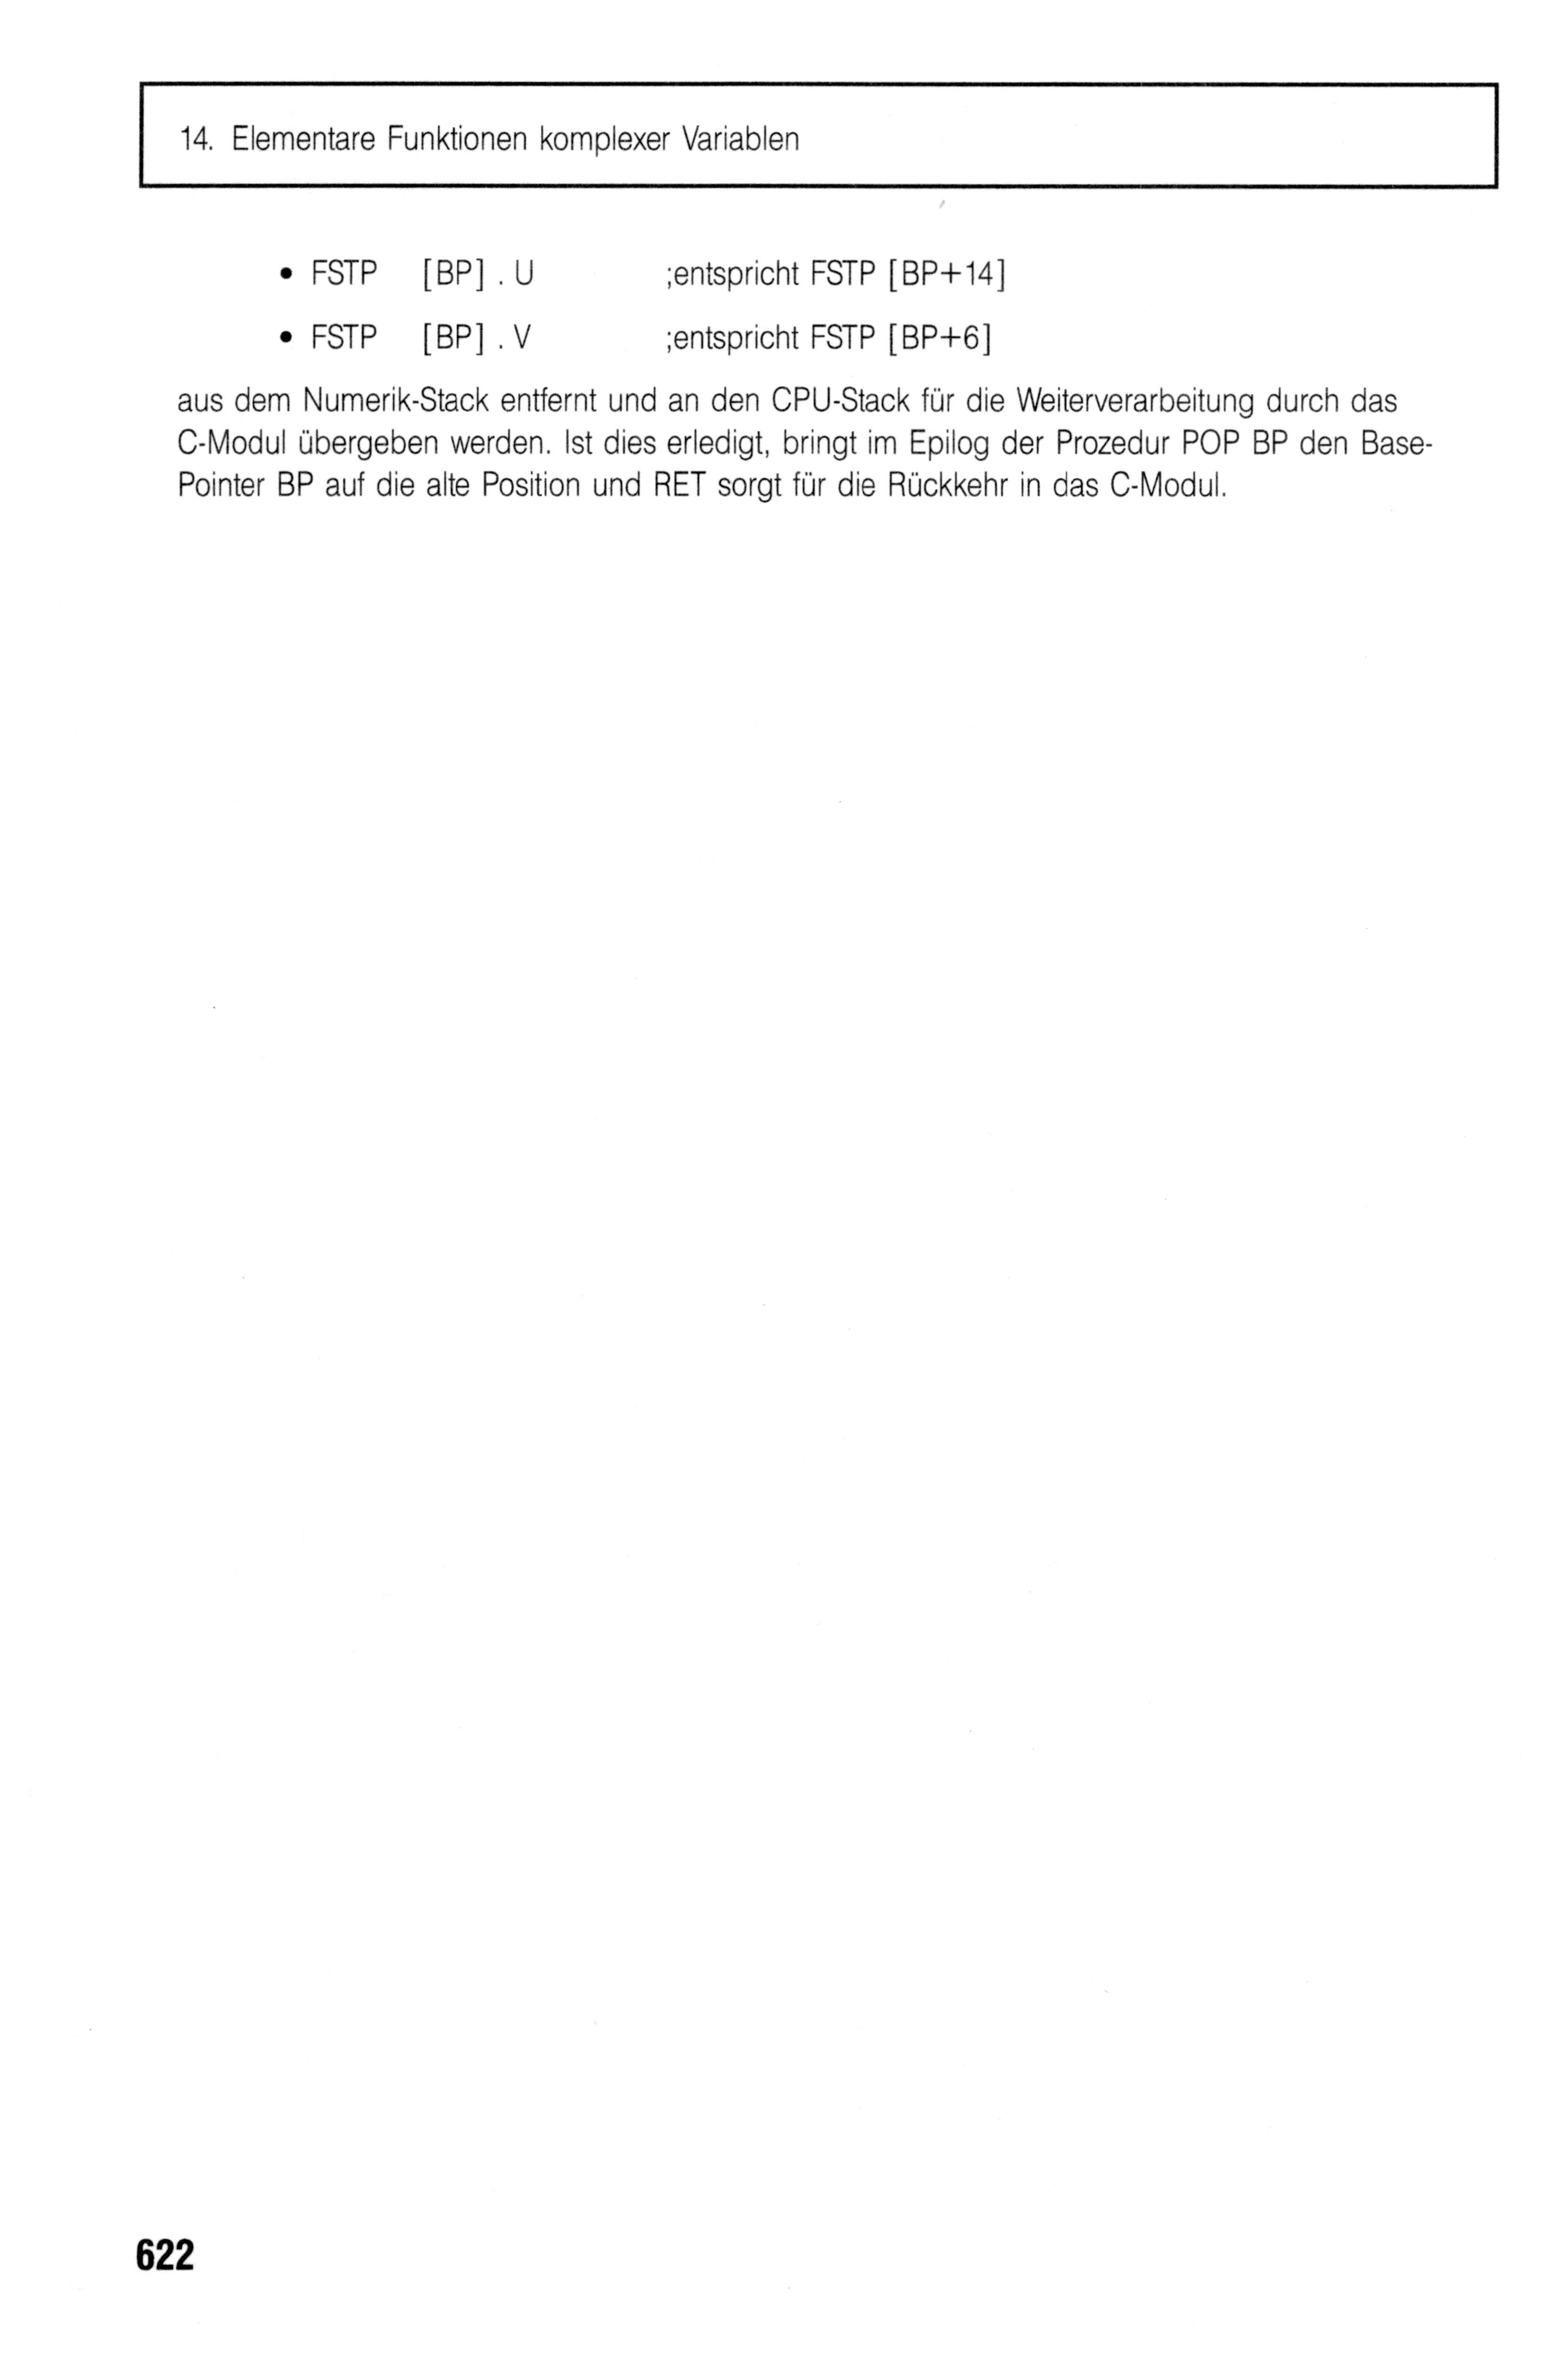 14. Elementare Funktionen komplexer Variablen
• FSTP [BP] . U ;entspricht FSTP [BP+14]
• FSTP [BP] . V ;entspricht FSTP [BP+6]
aus dem Numerik-Stack entfernt und an den CPU-Stack für die Weiterverarbeitung durch das
C-Modul übergeben werden. Ist dies erledigt, bringt im Epilog der Prozedur POP BP den Base-
Pointer BP auf die alte Position und RET sorgt für die Rückkehr in das C-Modul.
622